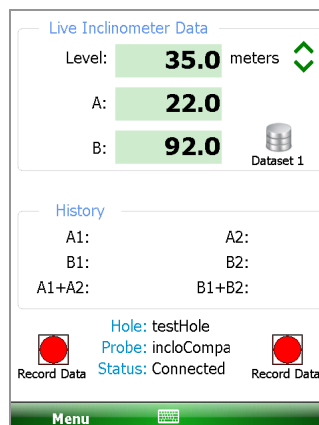 Live Inclinometer Data
Level: 35.0 meters
A: 22.0
B: 92.0
Dataset 1
History
A1: A2:
B1: B2:
A1+A2: B1+B2:
Hole: testHole
Probe: incloCompa
Status: Connected
Record Data Record Data
Menu